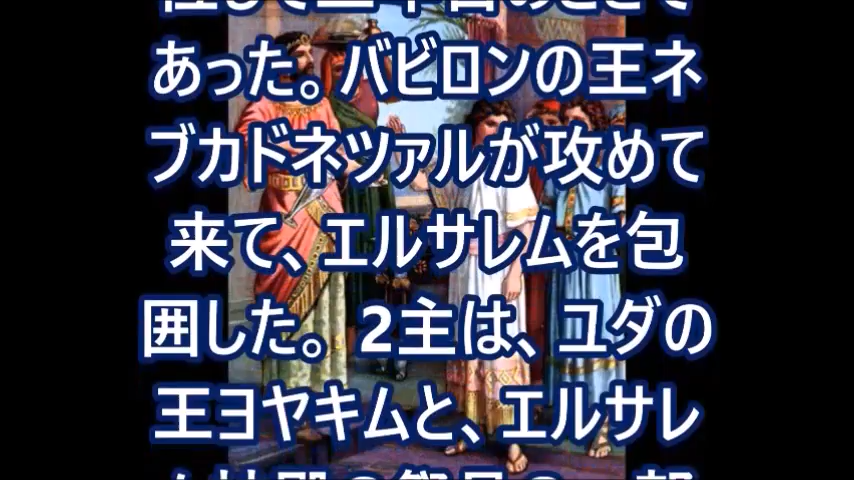 あった。バビロンの王ネ
ブカドネツァルが攻めて
来て、エルサレムを包
囲した。2主は、ユダの
王ヨヤキムと、エルサレ